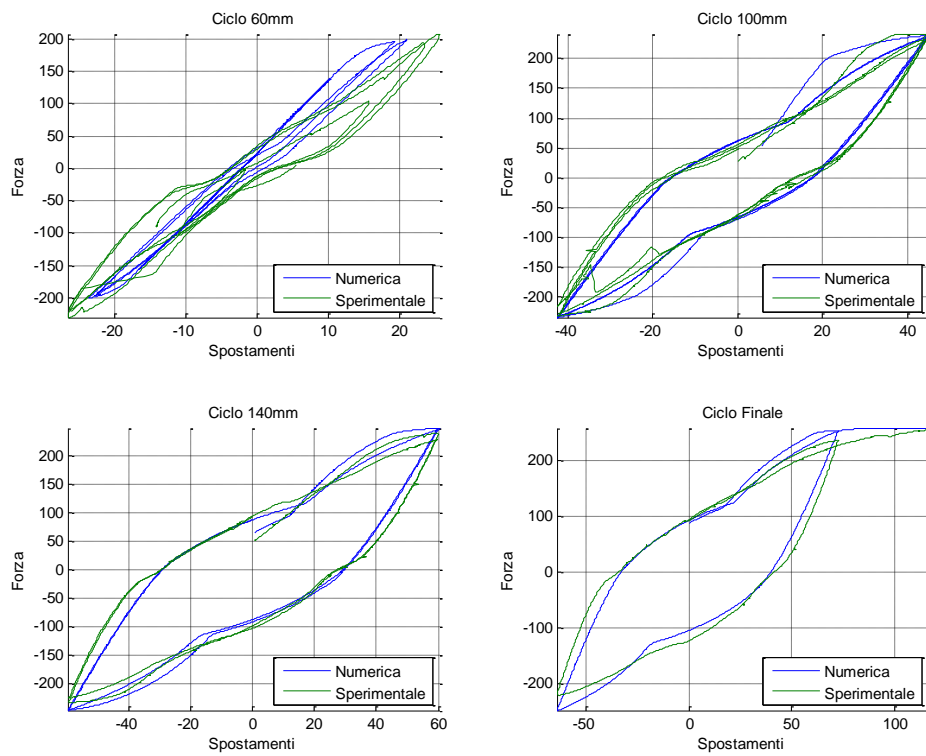 Ciclo 60mm
200
150
100
50
0
-50
-100
-150
-200
Forza
-20
-10
0
10
20
Spostamenti
Numerica
Sperimentale
Ciclo 100mm
200
150
100
50
0
-50
-100
-150
-200
Forza
-40
-20
0
20
40
Spostamenti
Numerica
Sperimentale
Ciclo 140mm
200
150
100
50
0
-50
-100
-150
-200
Forza
-60
-40
-20
0
20
40
60
Spostamenti
Numerica
Sperimentale
Ciclo Finale
200
100
0
-100
-200
Forza
-50
0
50
100
Spostamenti
Numerica
Sperimentale